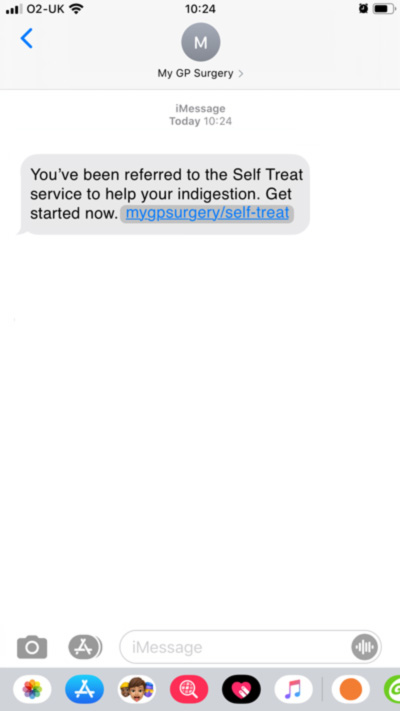 O2-UK 10:24
M
My GP Surgery >
iMessage
Today 10:24
You've been referred to the Self Treat
service to help your indigestion. Get
started now. mygpsurgery/self-treat
iMessage